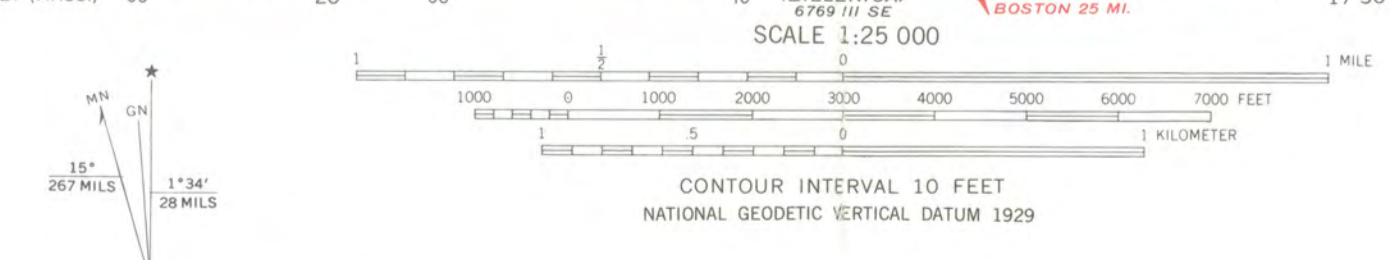 6769 III SE
BOSTON 25 MI.
SCALE 1:25 000
1 ½ 0 1 MILE
1000 0 1000 2000 3000 4000 5000 6000 7000 FEET
1 .5 0 1 KILOMETER
CONTOUR INTERVAL 10 FEET
NATIONAL GEODETIC VERTICAL DATUM 1929
★
MN
GN
15°
267 MILS
1°34′
28 MILS